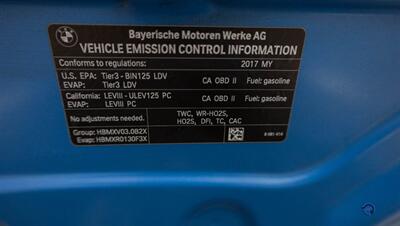 BMW
Bayerische Motoren Werke AG
VEHICLE EMISSION CONTROL INFORMATION
Conforms to regulations: 2017 MY
U.S. EPA: Tier3 - BIN125 LDV CA OBD II Fuel: gasoline
EVAP: Tier3 LDV
California: LEVIII - ULEV125 PC CA OBD II Fuel: gasoline
EVAP: LEVIII PC
No adjustments needed. TWC, WR-HO2S,
HO2S, DFI, TC, CAC
Group: HBMXV03.0B2X
Evap: HBMXR0130F3X